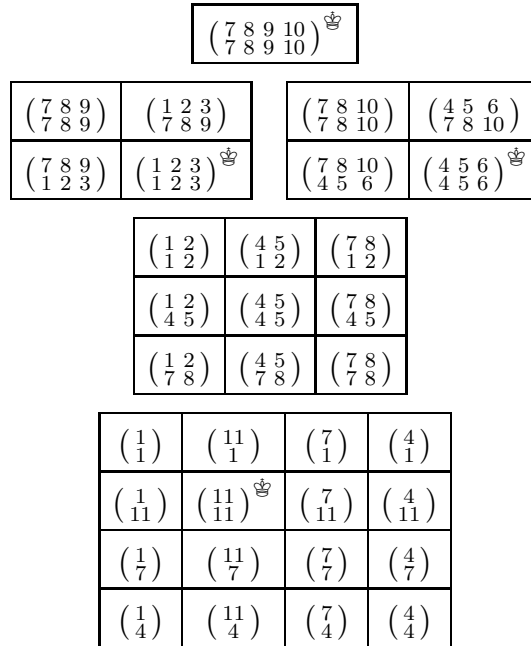 (7 8 9 10)♔
7 8 9 10
(7 8 9) (1 2 3) (7 8 10) (4 5 6)
7 8 9 7 8 9 7 8 10 7 8 10
(7 8 9) (1 2 3)♔ (7 8 10) (4 5 6)♔
1 2 3 1 2 3 4 5 6 4 5 6
(1 2) (4 5) (7 8)
1 2 1 2 1 2
(1 2) (4 5) (7 8)
4 5 4 5 4 5
(1 2) (4 5) (7 8)
7 8 7 8 7 8
(1) (11) (7) (4)
1 1 1 1
(1) (11)♔ (7) (4)
11 11 11 11
(1) (11) (7) (4)
7 7 7 7
(1) (11) (7) (4)
4 4 4 4